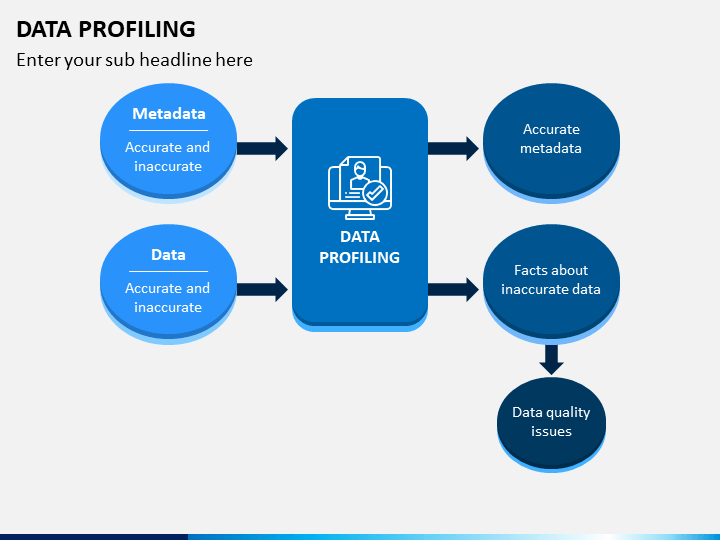 DATA PROFILING
Enter your sub headline here
Metadata
Accurate and
inaccurate
Data
Accurate and
inaccurate
DATA
PROFILING
Accurate
metadata
Facts about
inaccurate data
Data quality
issues